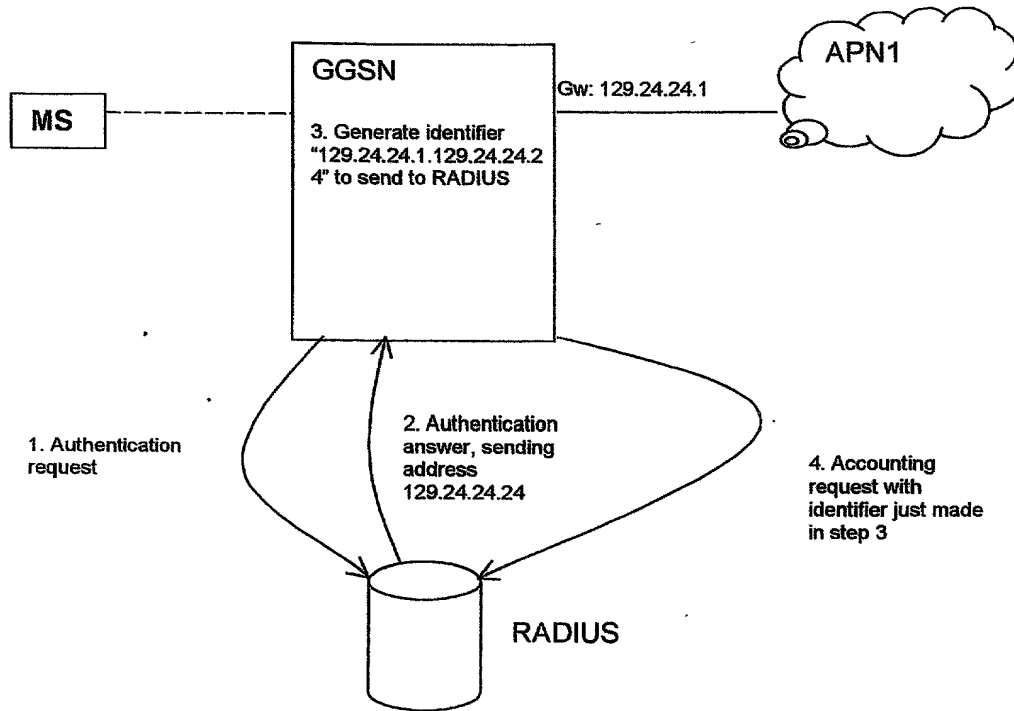 GGSN
APN1
Gw: 129.24.24.1
MS
3. Generate identifier
"129.24.24.1.129.24.2
4" to send to RADIUS
1. Authentication
request
2. Authentication
answer, sending
address
129.24.24.24
4. Accounting
request with
identifier just made
in step 3
RADIUS